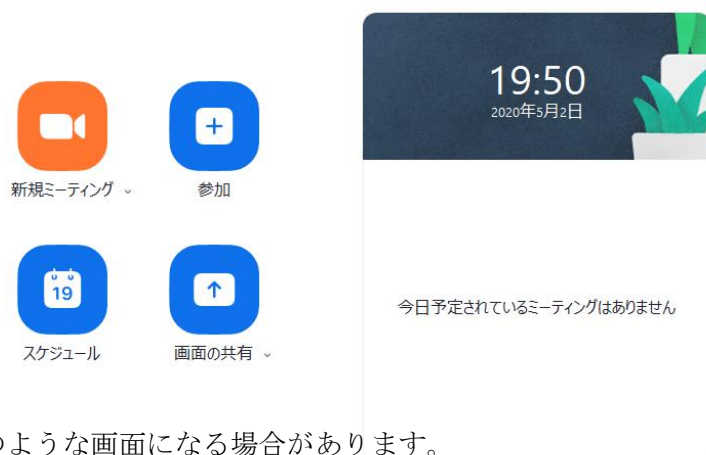 19:50
2020年5月2日
新規ミーティング
参加
19
スケジュール
画面の共有
今日予定されているミーティングはありません
のような画面になる場合があります。